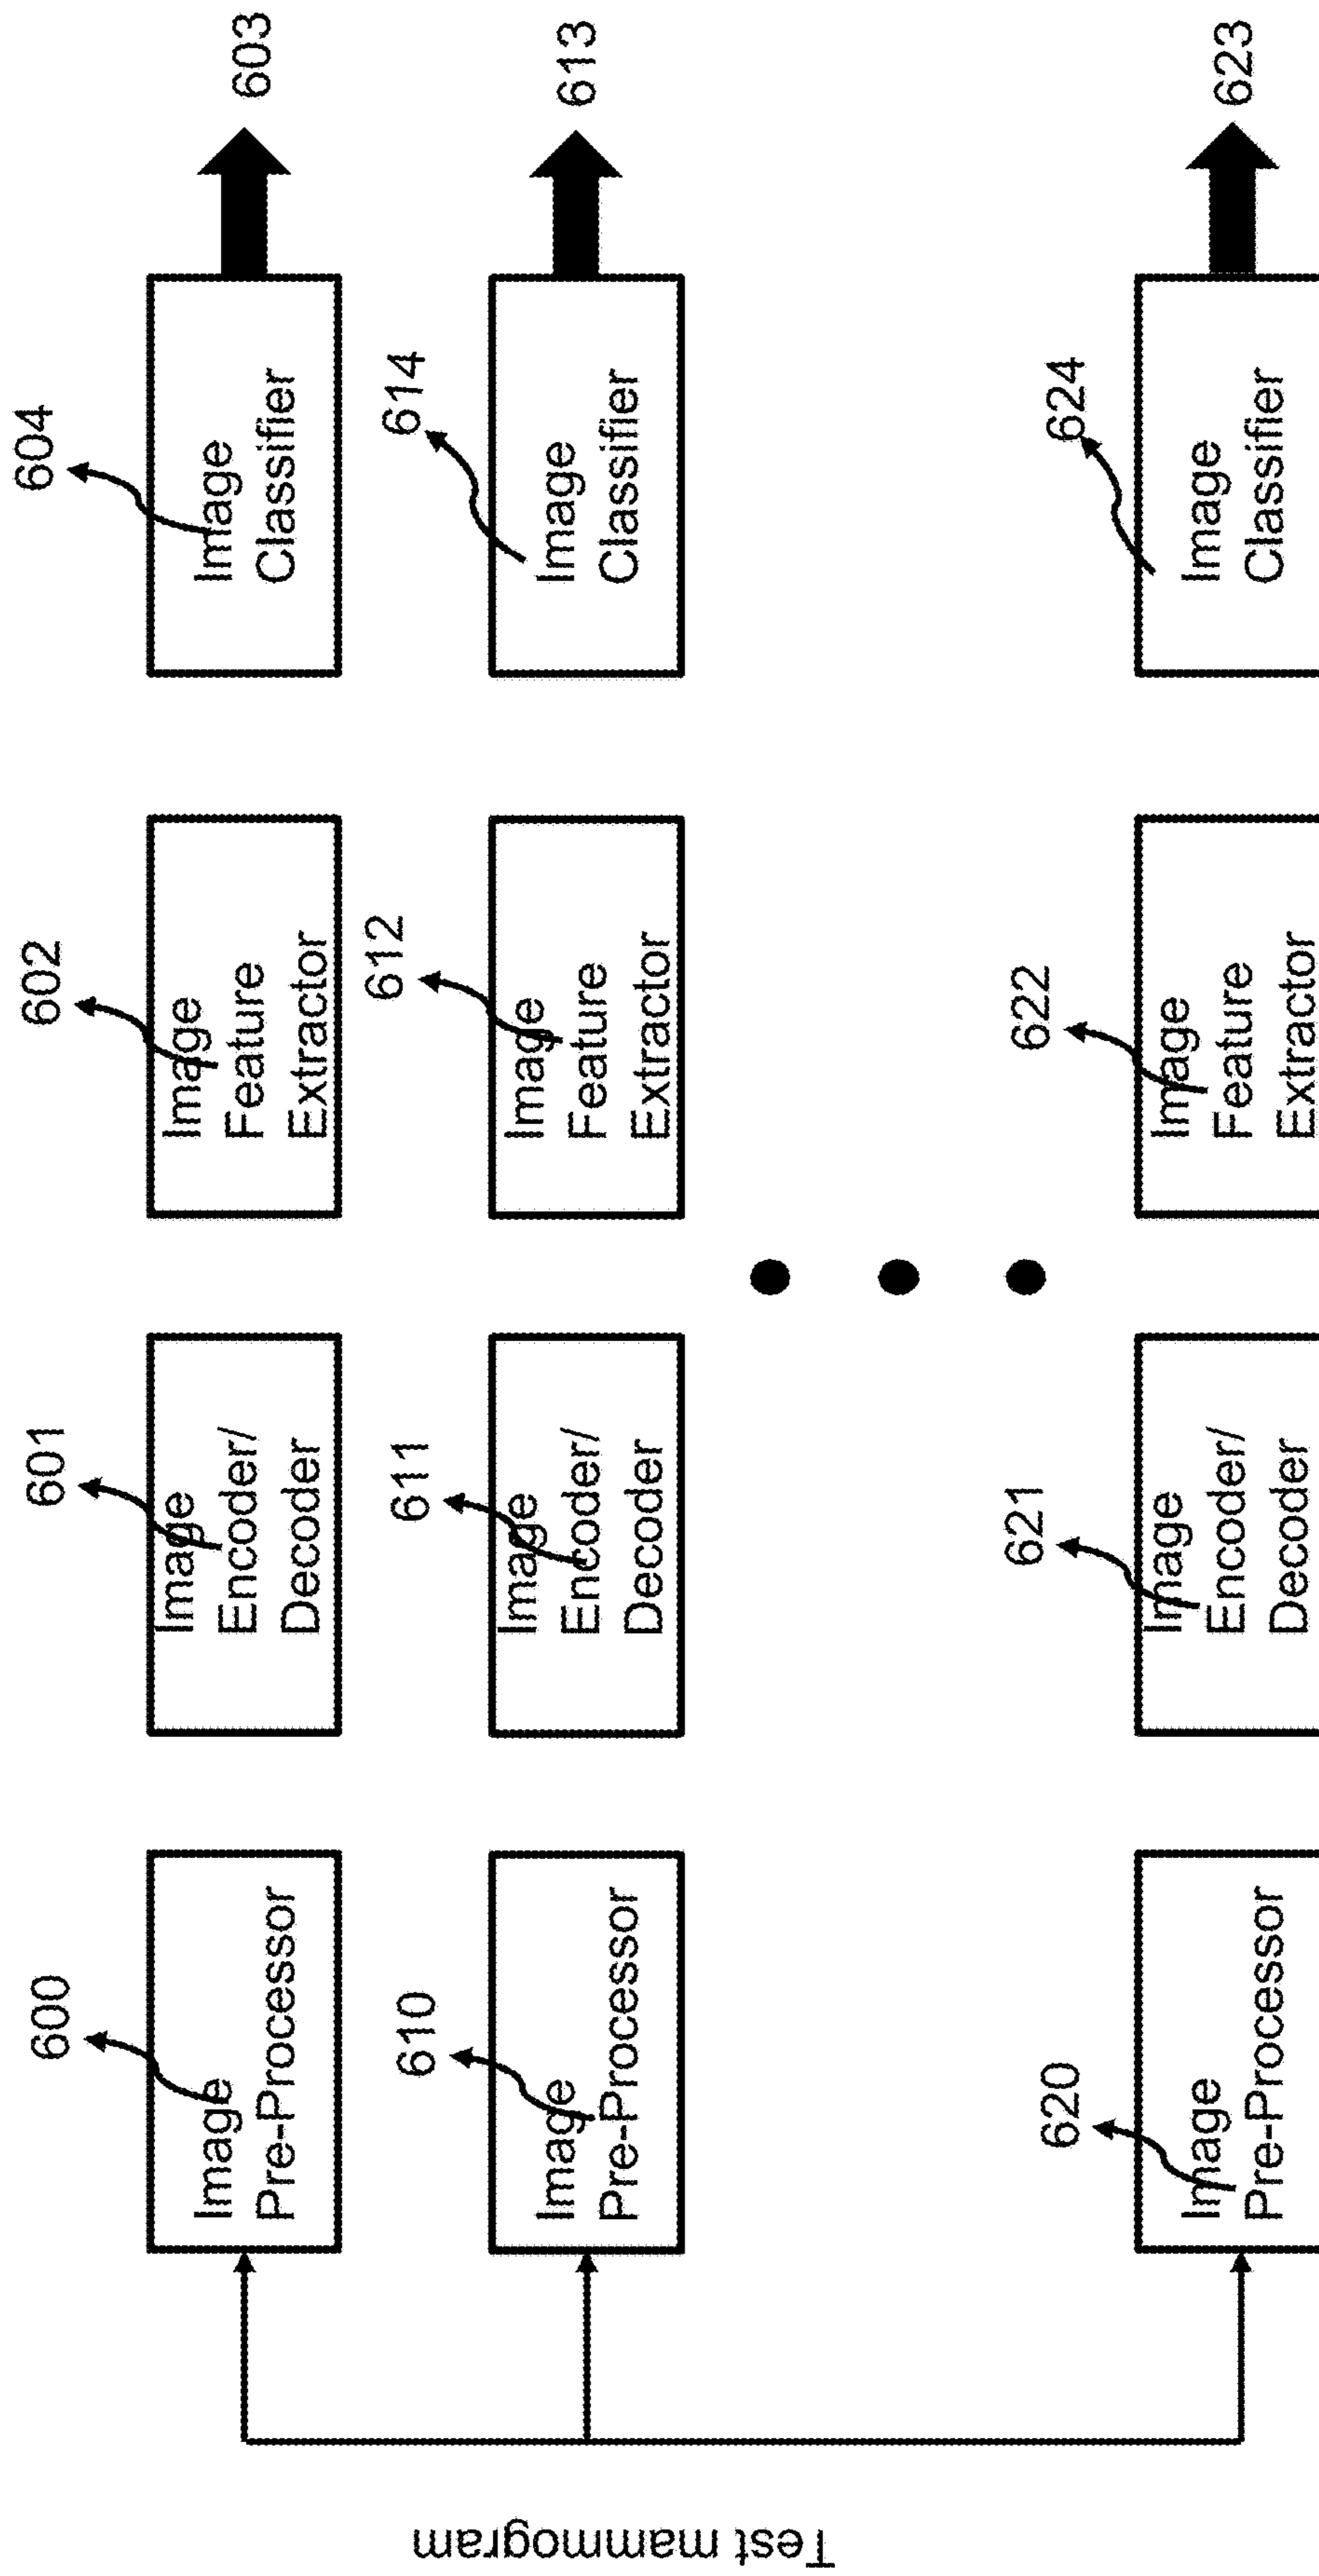 Test mammogram
600
Image
Pre-Processor
601
Image
Encoder/
Decoder
602
Image
Feature
Extractor
604
Image
Classifier
603
610
Image
Pre-Processor
611
Image
Encoder/
Decoder
612
Image
Feature
Extractor
614
Image
Classifier
613
620
Image
Pre-Processor
621
Image
Encoder/
Decoder
622
Image
Feature
Extractor
624
Image
Classifier
623